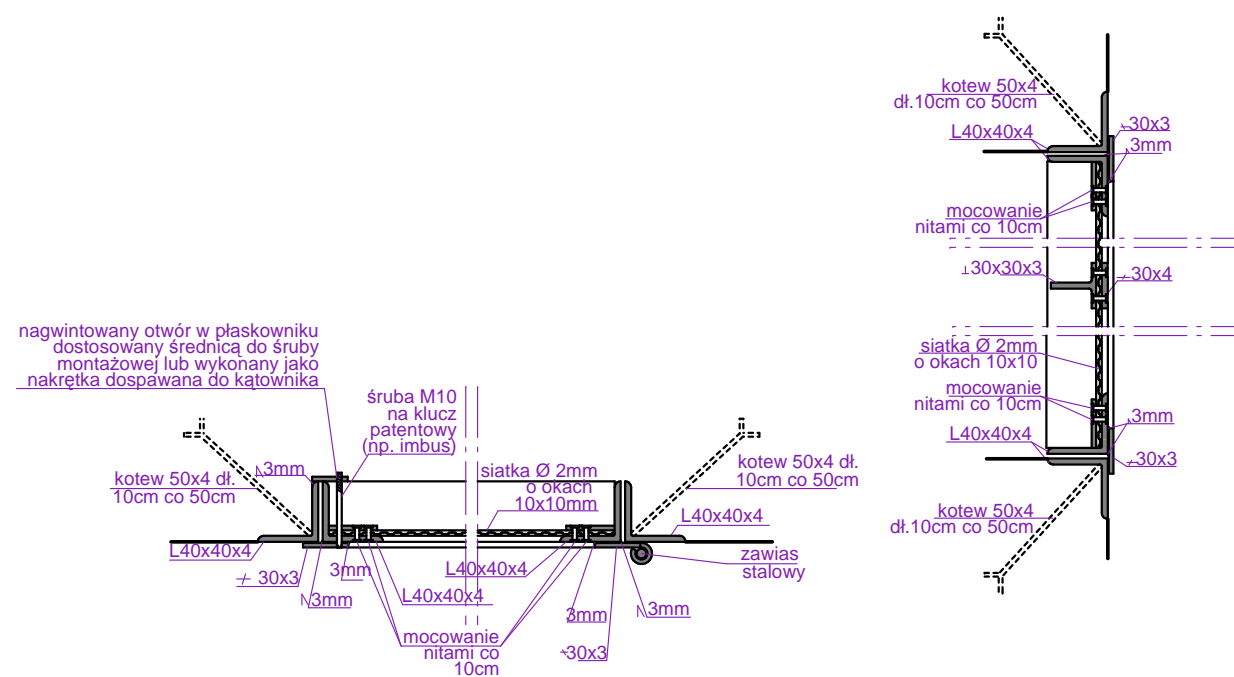 nagwintowany otwór w płaskowniku
dostosowany średnicą do śruby
montażowej lub wykonany jako
nakrętka dospawana do kątownika
śruba M10
na klucz
patentowy
(np. imbus)
kotew 50x4 dł.
10cm co 50cm
3mm
siatka Ø 2mm
o okach
10x10mm
kotew 50x4 dł.
10cm co 50cm
L40x40x4
L40x40x4
30x3
3mm
3mm
L40x40x4
L40x40x4
mocowanie
nitami co
10cm
3mm
30x3
3mm
zawias
stalowy
kotew 50x4
dł.10cm co 50cm
L40x40x4
30x3
3mm
mocowanie
nitami co 10cm
⊥30x30x3
30x4
siatka Ø 2mm
o okach 10x10
mocowanie
nitami co 10cm
3mm
L40x40x4
30x3
kotew 50x4
dł.10cm co 50cm